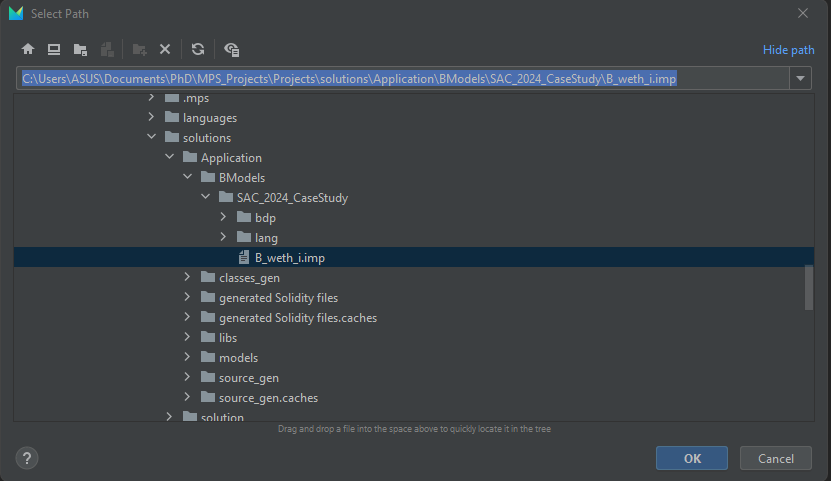 Select Path
Hide path
C:\Users\ASUS\Documents\PhD\MPS_Projects\Projects\solutions\Application\BModels\SAC_2024_CaseStudy\B_weth_i.imp
.mps
languages
solutions
Application
BModels
SAC_2024_CaseStudy
bdp
lang
B_weth_i.imp
classes_gen
generated Solidity files
generated Solidity files.caches
libs
models
source_gen
source_gen.caches
solution
Drag and drop a file into the space above to quickly locate it in the tree
?
OK
Cancel